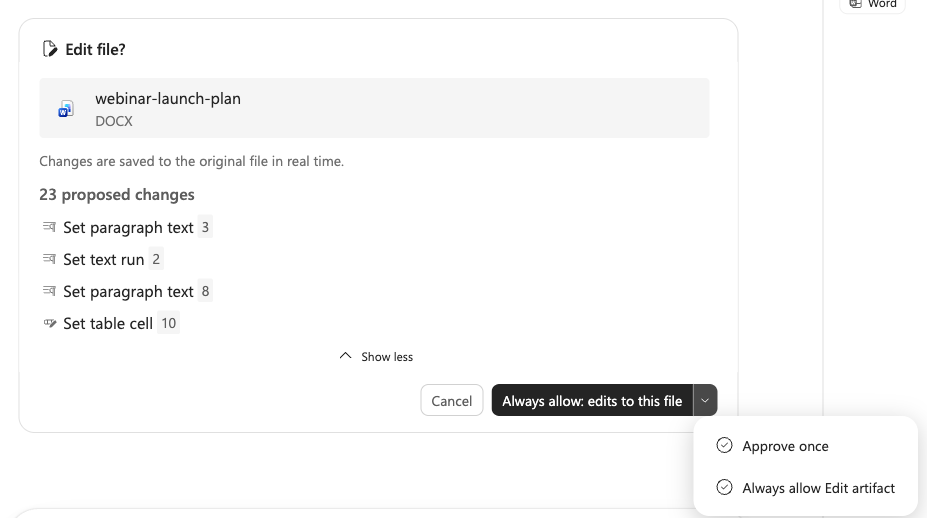 Word
Edit file?
webinar-launch-plan
DOCX
Changes are saved to the original file in real time.
23 proposed changes
Set paragraph text 3
Set text run 2
Set paragraph text 8
Set table cell 10
Show less
Cancel
Always allow: edits to this file
Approve once
Always allow Edit artifact